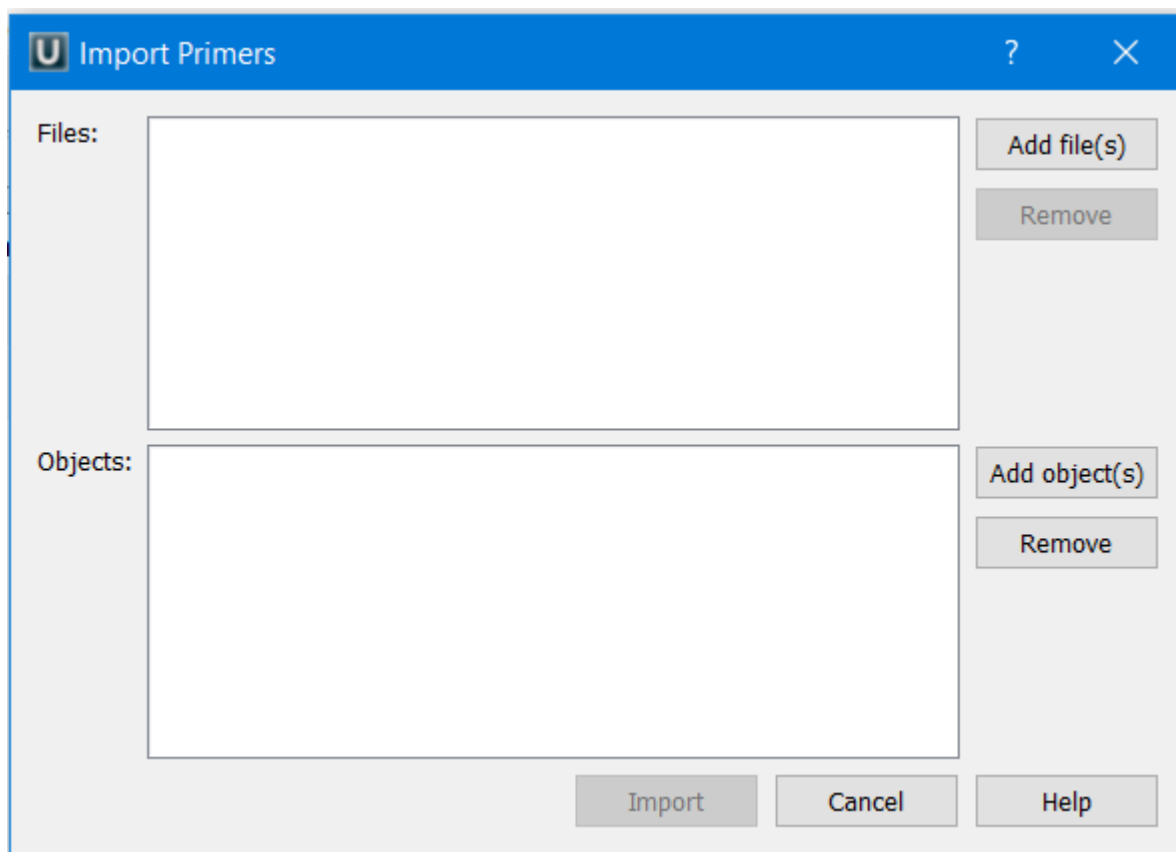 U Import Primers ? ×
Files:
Add file(s)
Remove
Objects:
Add object(s)
Remove
Import Cancel Help